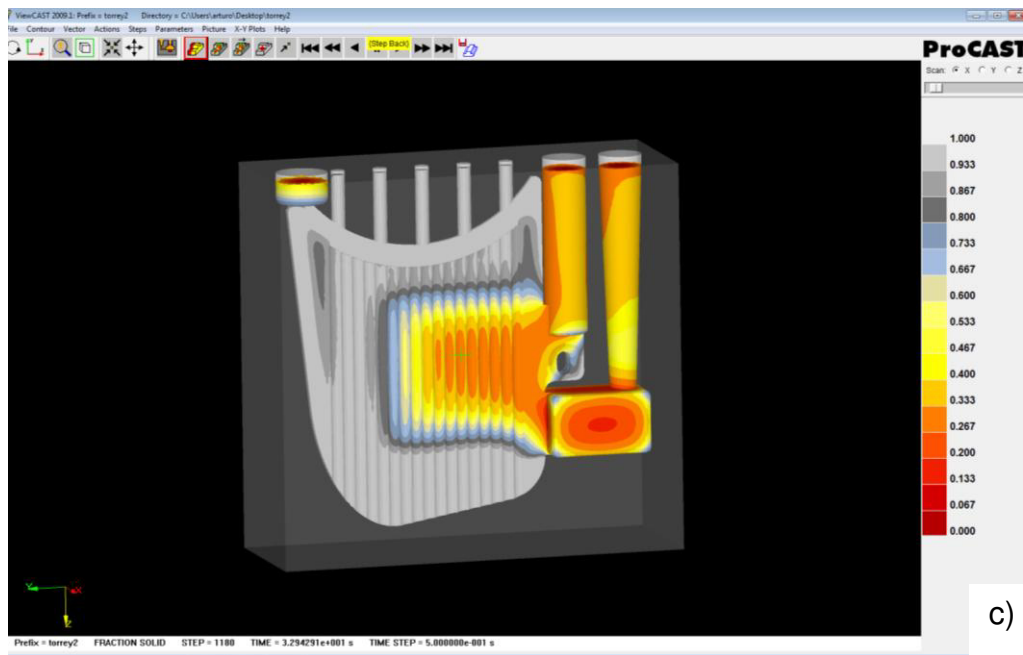 ViewCAST 2009.1: Prefix = torrey2 Directory = C:\Users\arturo\Desktop\torrey2
File Contour Vector Actions Steps Parameters Picture X-Y Plots Help
(Step Back)
ProCAST
Scan: X Y Z
1.000
0.933
0.867
0.800
0.733
0.667
0.600
0.533
0.467
0.400
0.333
0.267
0.200
0.133
0.067
0.000
Y X
Z
c)
Prefix = torrey2 FRACTION SOLID STEP = 1180 TIME = 3.294291e+001 s TIME STEP = 5.000000e-001 s